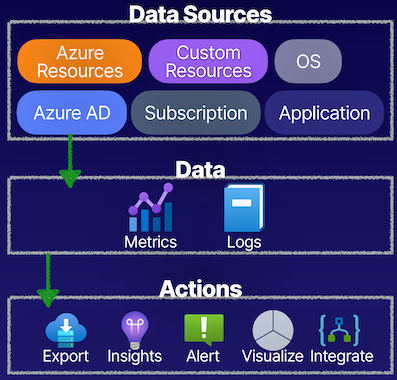 Data Sources
Azure Resources
Custom Resources
OS
Azure AD
Subscription
Application
Data
Metrics
Logs
Actions
Export
Insights
Alert
Visualize
Integrate